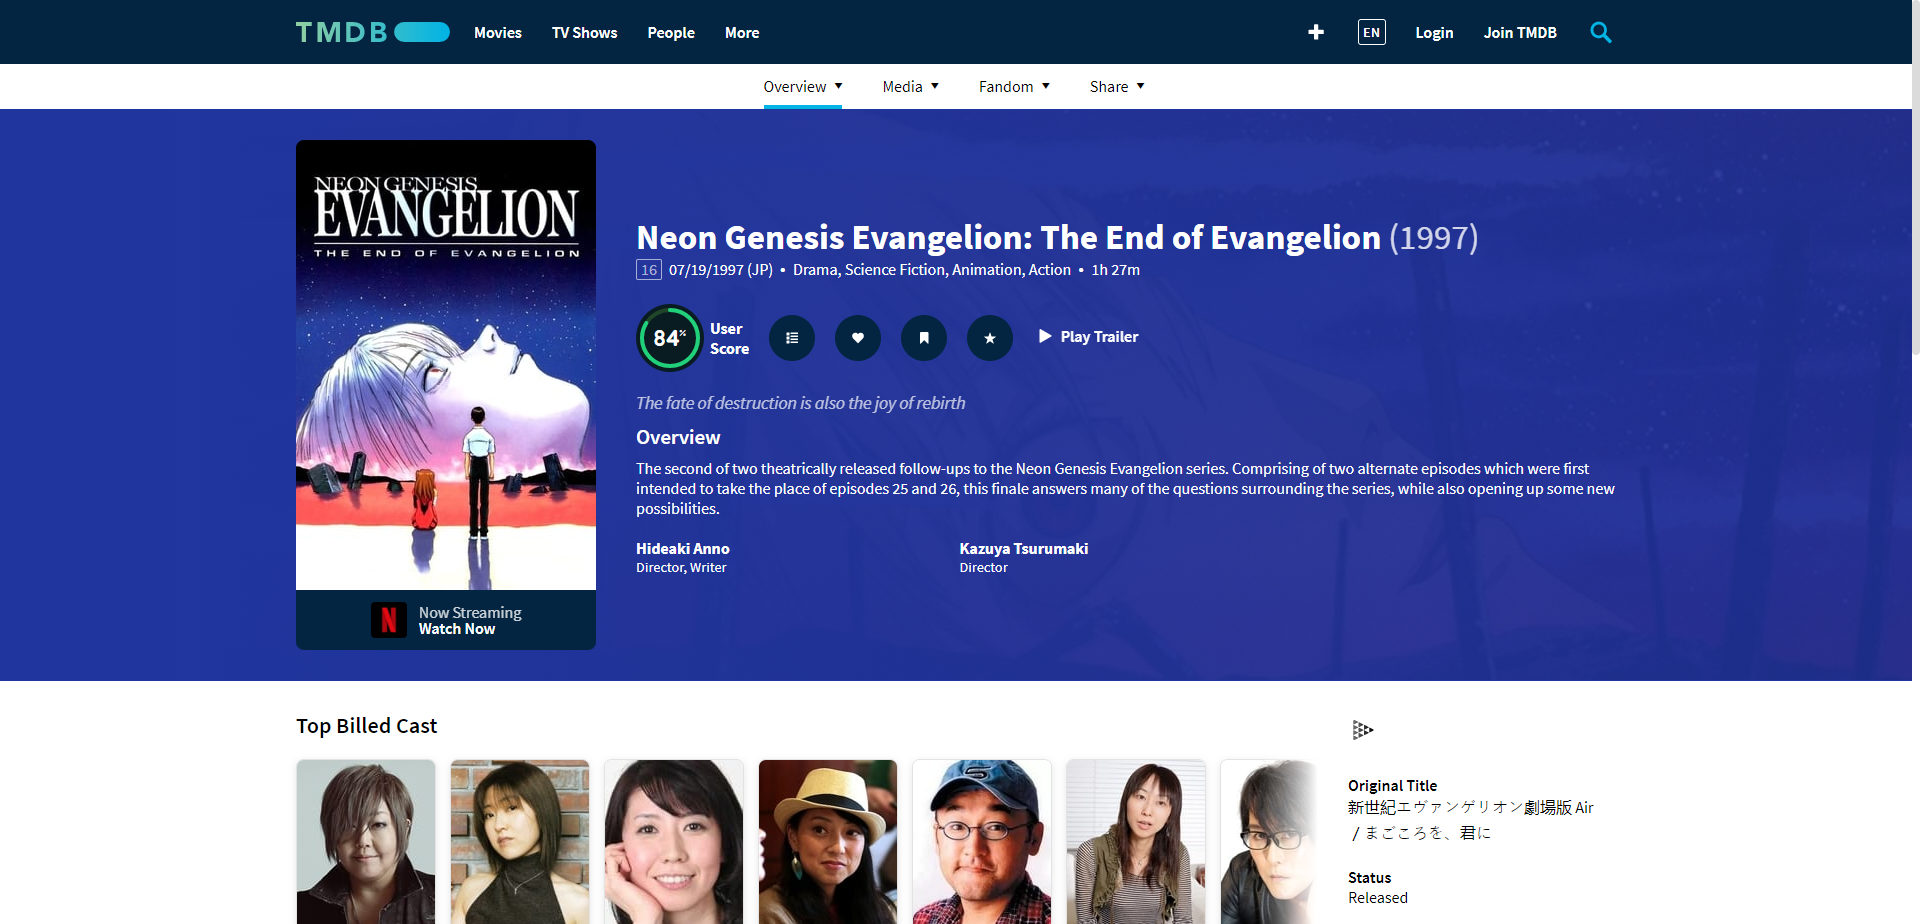 TMDB
Movies
TV Shows
People
More
EN
Login
Join TMDB
Overview
Media
Fandom
Share
NEON GENESIS
EVANGELION
THE END OF EVANGELION
Now Streaming
Watch Now
Neon Genesis Evangelion: The End of Evangelion (1997)
16 07/19/1997 (JP) • Drama, Science Fiction, Animation, Action • 1h 27m
84%
User
Score
Play Trailer
The fate of destruction is also the joy of rebirth
Overview
The second of two theatrically released follow-ups to the Neon Genesis Evangelion series. Comprising of two alternate episodes which were first
intended to take the place of episodes 25 and 26, this finale answers many of the questions surrounding the series, while also opening up some new
possibilities.
Hideaki Anno
Director, Writer
Kazuya Tsurumaki
Director
Top Billed Cast
Original Title
新世紀エヴァンゲリオン劇場版 Air
/ まごころを、君に
Status
Released